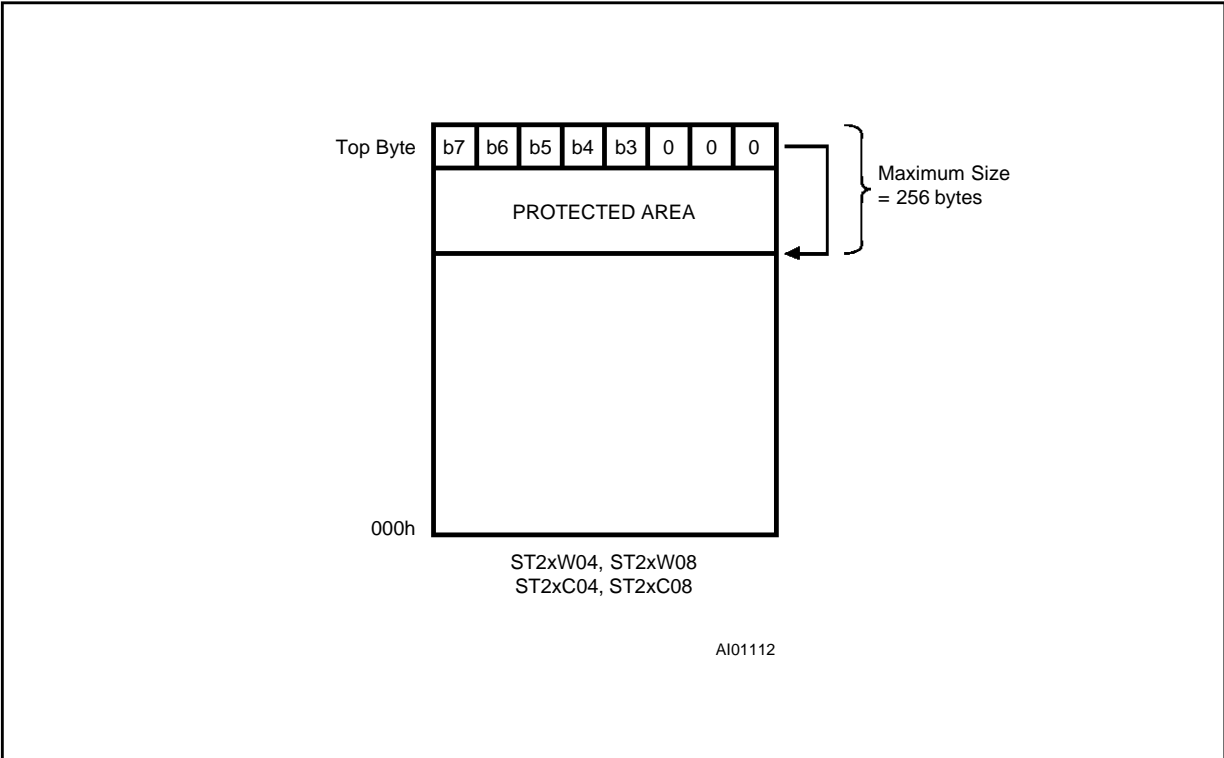 Top Byte b7 b6 b5 b4 b3 0 0 0
Maximum Size
= 256 bytes
PROTECTED AREA
000h
ST2xW04, ST2xW08
ST2xC04, ST2xC08
AI01112